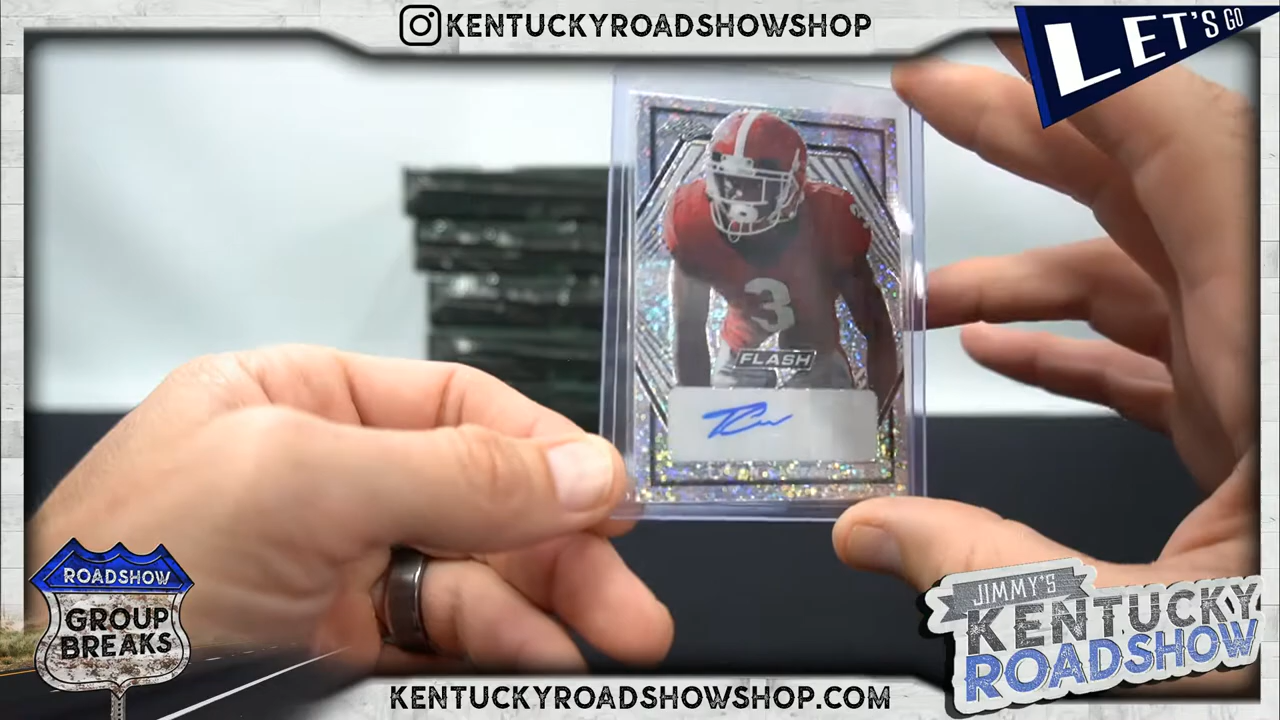 KENTUCKYROADSHOWSHOP
LET'S GO
3
FLASH
ROADSHOW
GROUP
BREAKS
JIMMY'S
KENTUCKY
ROADSHOW
KENTUCKYROADSHOWSHOP.COM